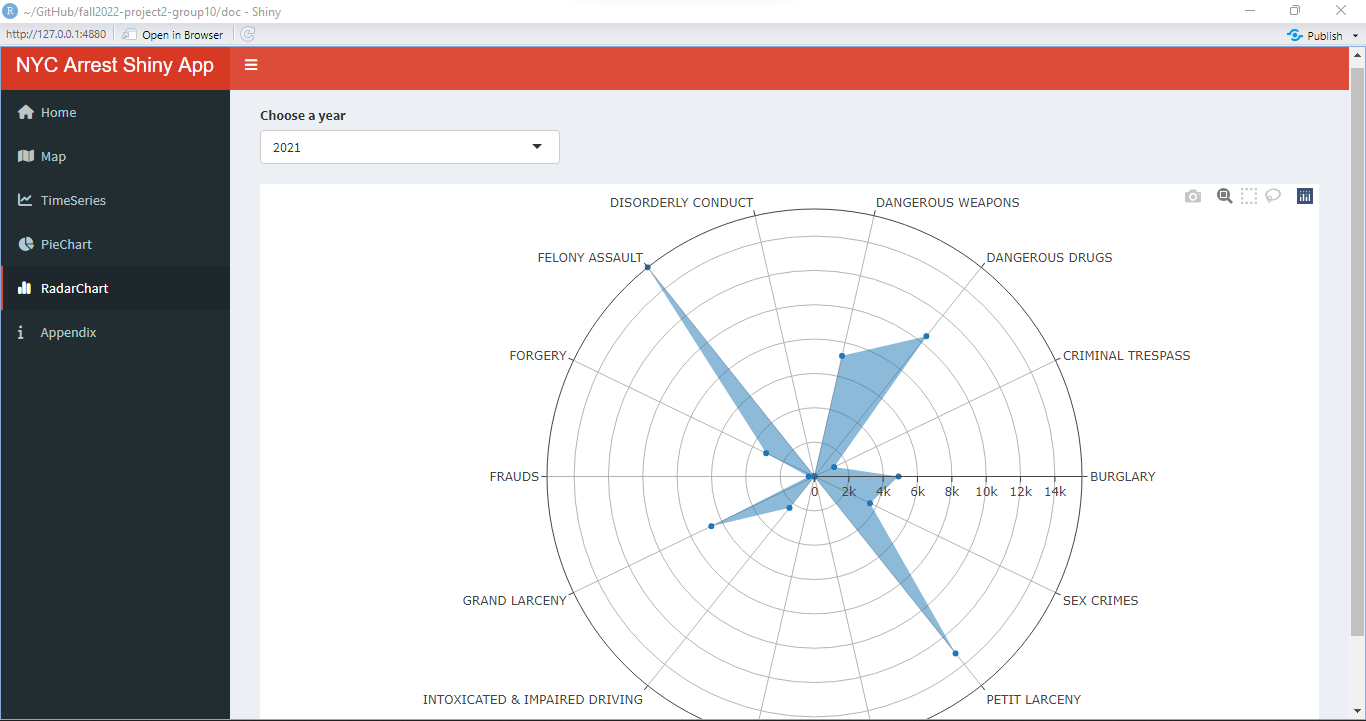 ~/GitHub/fall2022-project2-group10/doc - Shiny
http://127.0.0.1:4880 Open in Browser Publish
NYC Arrest Shiny App
Home
Map
TimeSeries
PieChart
RadarChart
Appendix
Choose a year
2021
DISORDERLY CONDUCT DANGEROUS WEAPONS
FELONY ASSAULT DANGEROUS DRUGS
FORGERY CRIMINAL TRESPASS
FRAUDS BURGLARY
0 2k 4k 6k 8k 10k 12k 14k
GRAND LARCENY SEX CRIMES
INTOXICATED & IMPAIRED DRIVING PETIT LARCENY